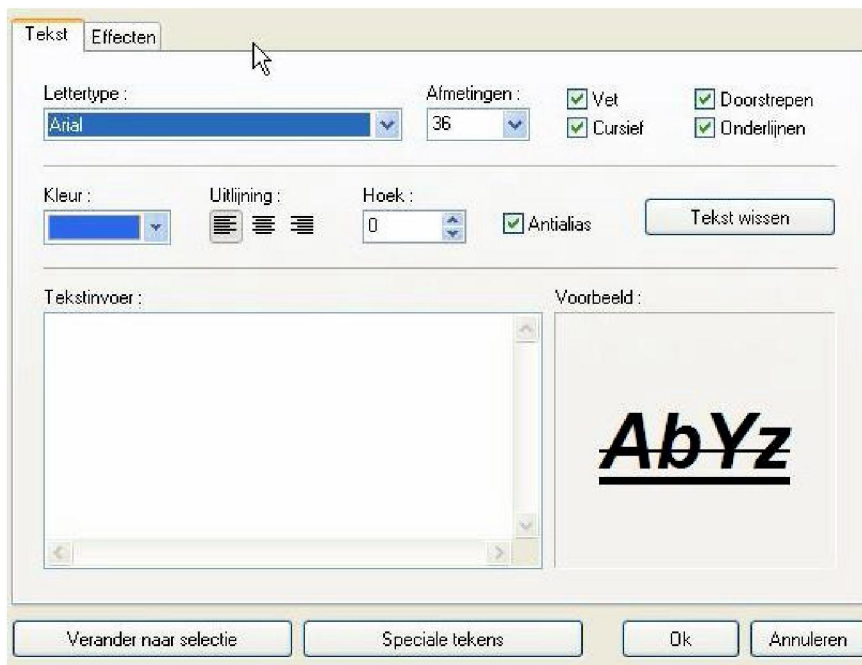 Tekst Effecten
Lettertype : Afmetingen :
Arial 36
Vet Doorstrepen
Cursief Onderlijnen
Kleur : Uitlijning : Hoek :
0 Antialias Tekst wissen
Tekstinvoer : Voorbeeld :
AbYz
Verander naar selectie Speciale tekens Ok Annuleren